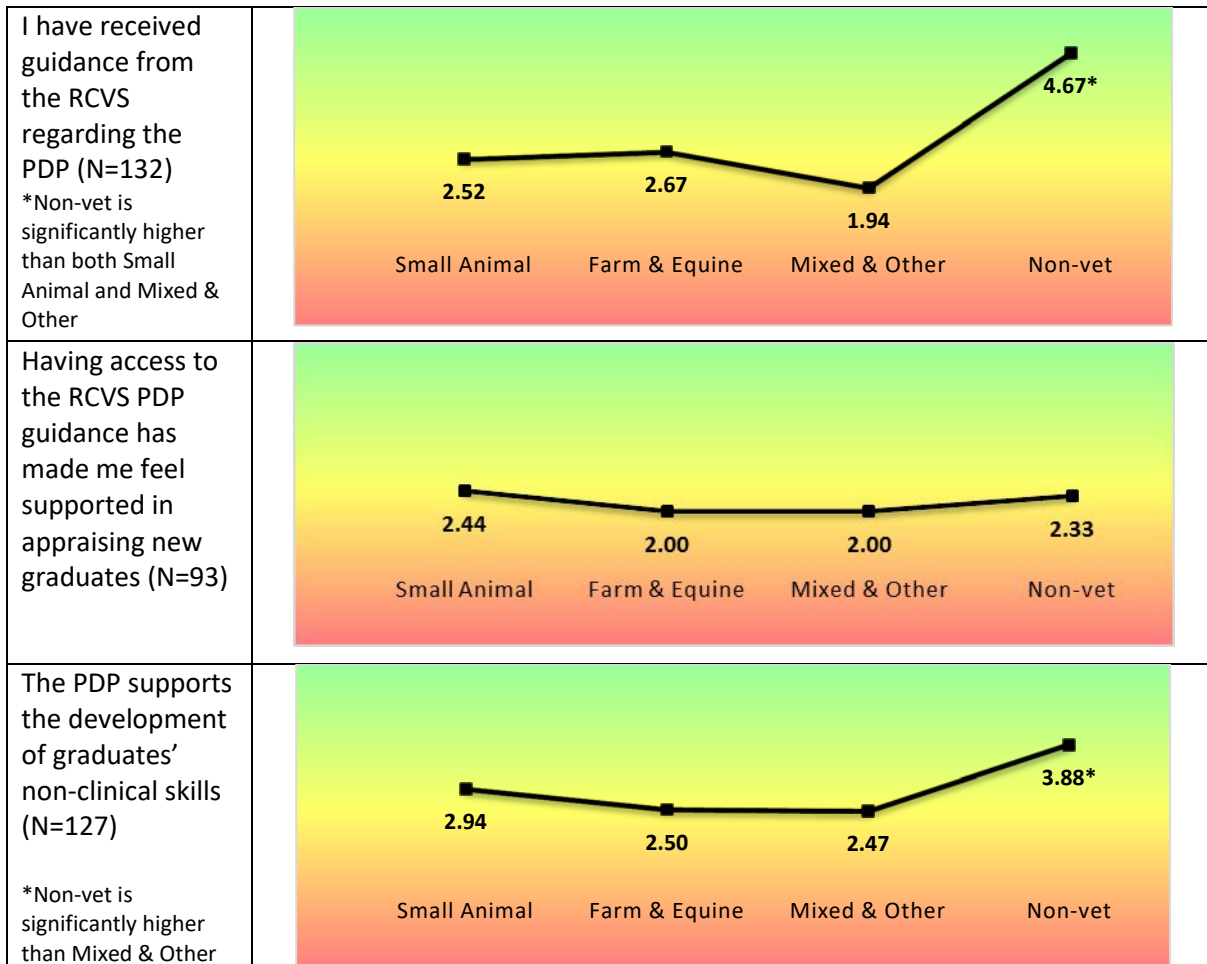 I have received
guidance from
the RCVS
regarding the
PDP (N=132)
*Non-vet is
significantly higher
than both Small
Animal and Mixed &
Other
4.67*
2.52
2.67
1.94
Small Animal Farm & Equine Mixed & Other Non-vet
Having access to
the RCVS PDP
guidance has
made me feel
supported in
appraising new
graduates (N=93)
2.44
2.00
2.00
2.33
Small Animal Farm & Equine Mixed & Other Non-vet
The PDP supports
the development
of graduates’
non-clinical skills
(N=127)
*Non-vet is
significantly higher
than Mixed & Other
2.94
2.50
2.47
3.88*
Small Animal Farm & Equine Mixed & Other Non-vet